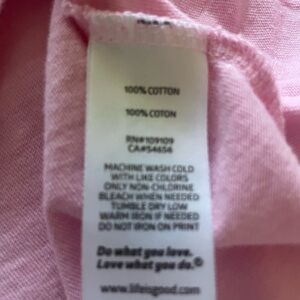 100% COTTON
100% COTON
RN#109109
CA#54656
MACHINE WASH COLD
WITH LIKE COLORS
ONLY NON-CHLORINE
BLEACH WHEN NEEDED
TUMBLE DRY LOW
WARM IRON IF NEEDED
DO NOT IRON ON PRINT
Do what you love.
Love what you do.®
www.lifeisgood.com